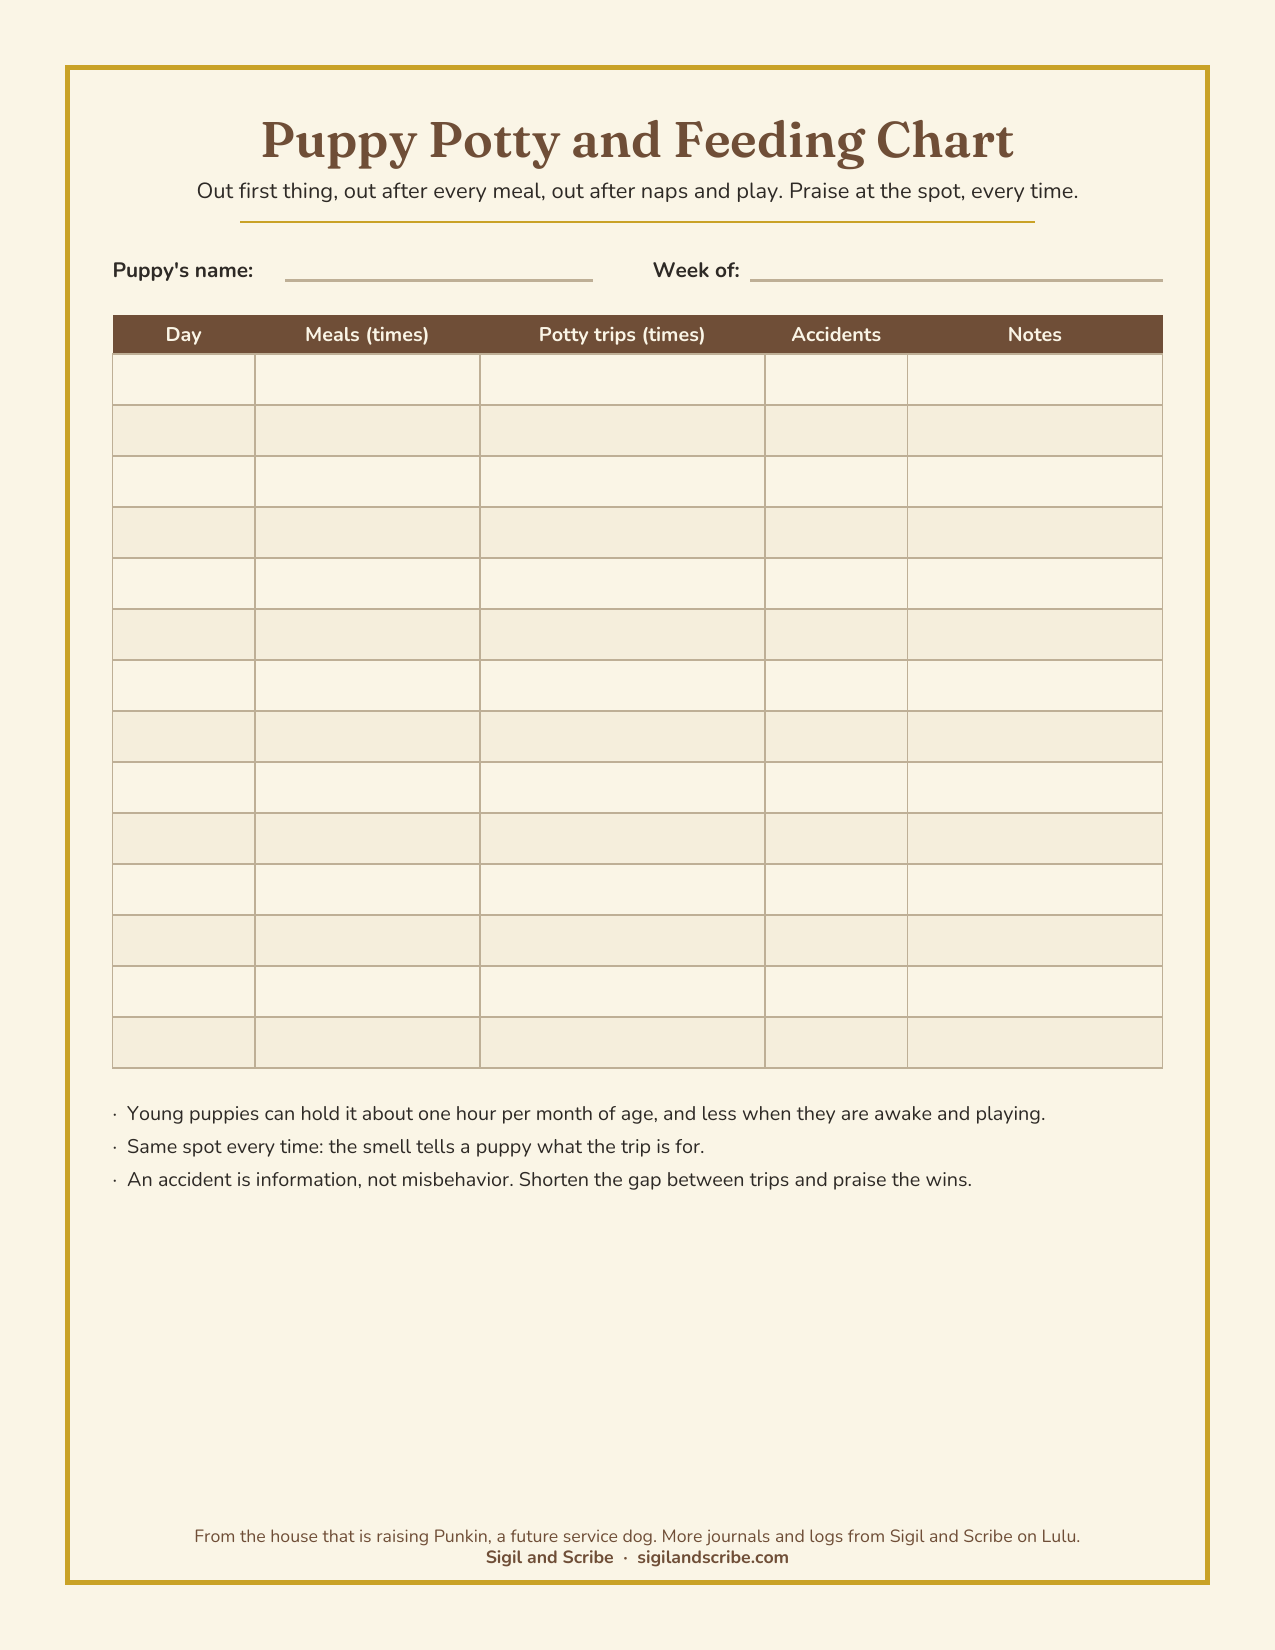 Puppy Potty and Feeding Chart
Out first thing, out after every meal, out after naps and play. Praise at the spot, every time.
Puppy's name: Week of:
Day Meals (times) Potty trips (times) Accidents Notes
· Young puppies can hold it about one hour per month of age, and less when they are awake and playing.
· Same spot every time: the smell tells a puppy what the trip is for.
· An accident is information, not misbehavior. Shorten the gap between trips and praise the wins.
From the house that is raising Punkin, a future service dog. More journals and logs from Sigil and Scribe on Lulu.
Sigil and Scribe · sigilandscribe.com